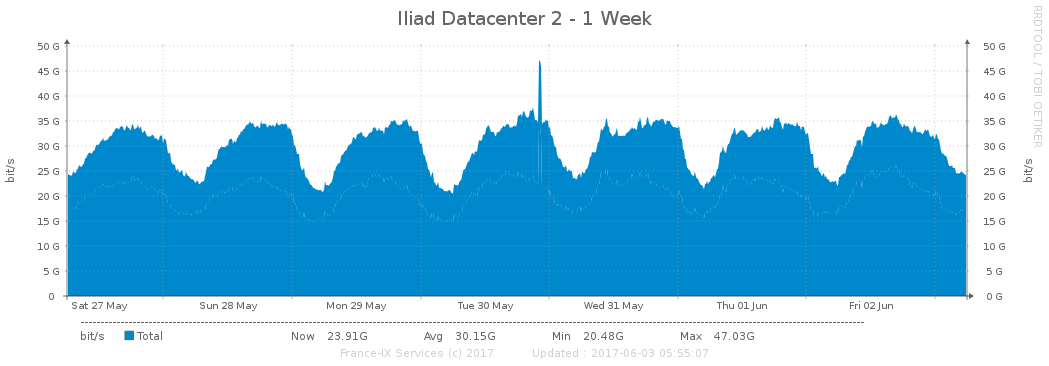 Iliad Datacenter 2 - 1 Week
RRDTOOL / TOBI OETIKER
50 G 50 G
45 G 45 G
40 G 40 G
35 G 35 G
30 G 30 G
25 G 25 G
20 G 20 G
15 G 15 G
10 G 10 G
5 G 5 G
0 0 G
bit/s bit/s
Sat 27 May Sun 28 May Mon 29 May Tue 30 May Wed 31 May Thu 01 Jun Fri 02 Jun
bit/s Total Now 23.91G Avg 30.15G Min 20.48G Max 47.03G
France-IX Services (c) 2017 Updated : 2017-06-03 05:55:07